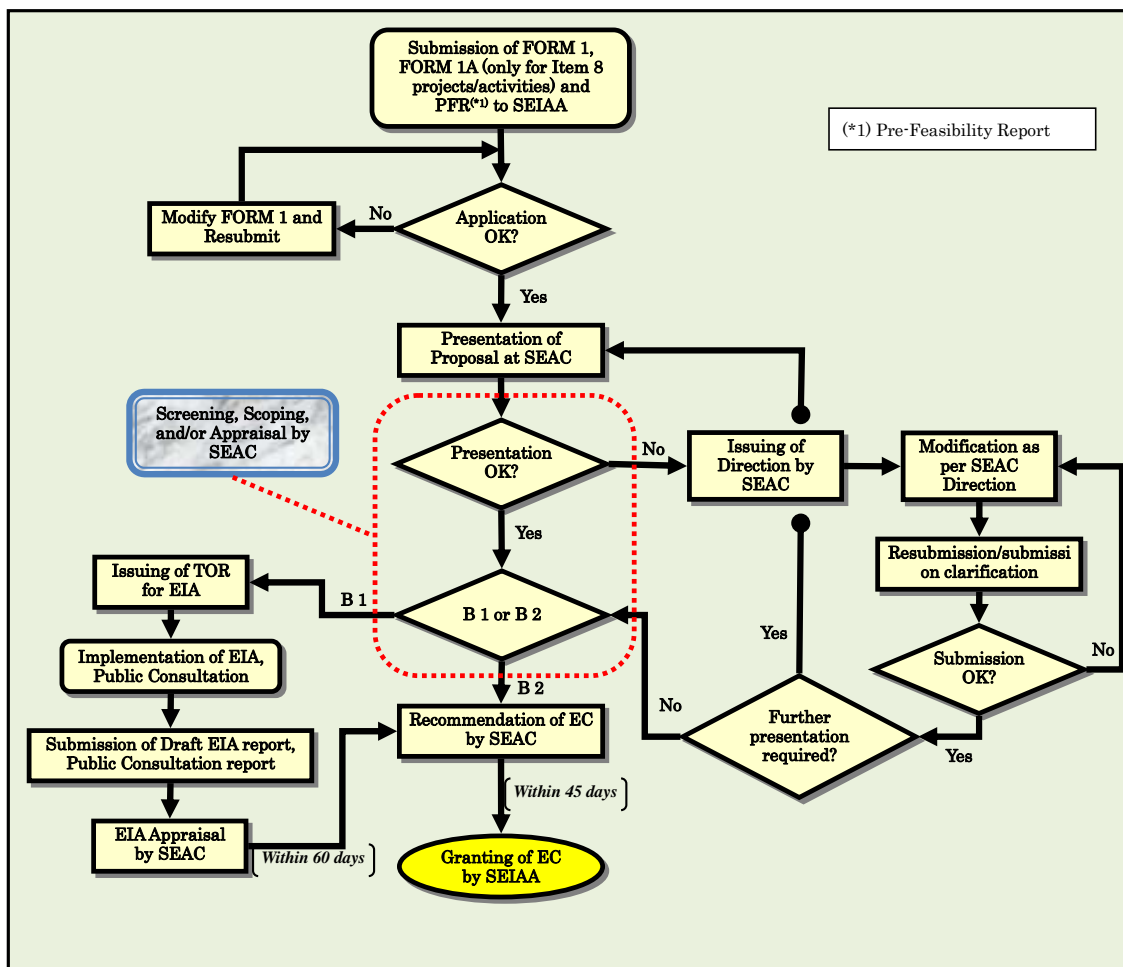 Submission of FORM 1,
FORM 1A (only for Item 8
projects/activities) and
PFR(*1) to SEIAA
(*1) Pre-Feasibility Report
Modify FORM 1 and
Resubmit
No
Application
OK?
Yes
Presentation of
Proposal at SEAC
Screening, Scoping,
and/or Appraisal by
SEAC
Presentation
OK?
No
Issuing of
Direction by
SEAC
Modification as
per SEAC
Direction
Yes
Resubmission/submissi
on clarification
Issuing of TOR
for EIA
B 1
B 1 or B 2
Yes
Submission
OK?
No
Implementation of EIA,
Public Consultation
B 2
No
Further
presentation
required?
Yes
Recommendation of EC
by SEAC
Submission of Draft EIA report,
Public Consultation report
Within 45 days
EIA Appraisal
by SEAC
Within 60 days
Granting of EC
by SEIAA